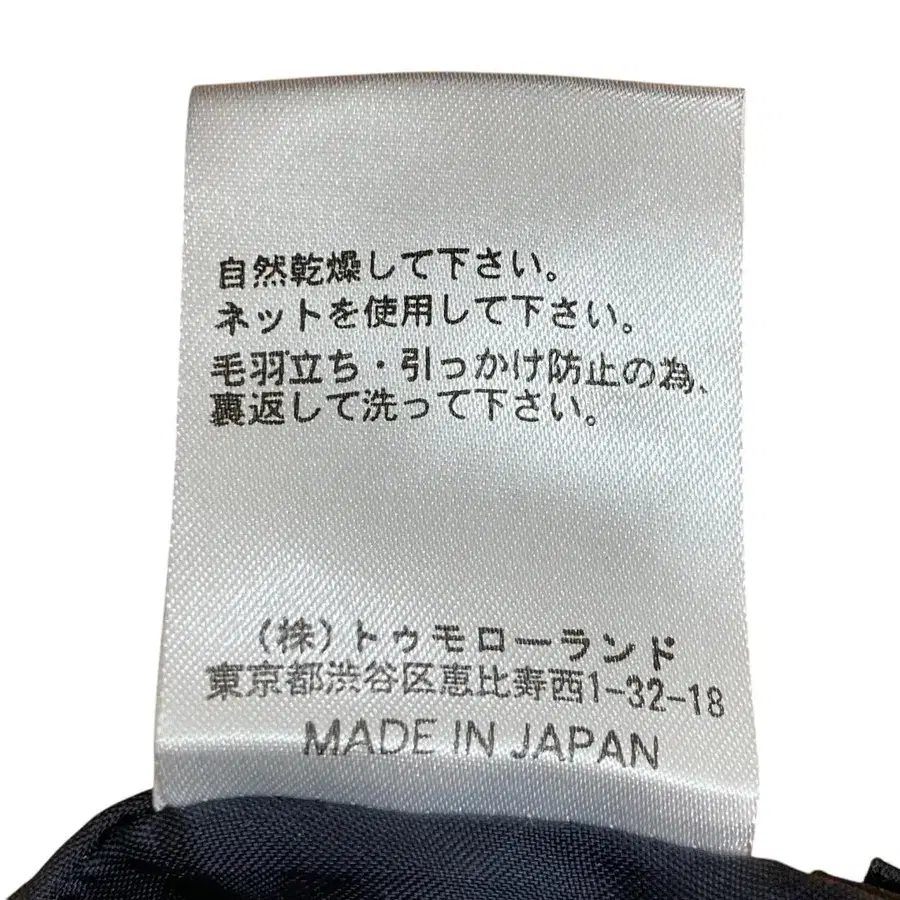 自然乾燥して下さい。
ネットを使用して下さい。
毛羽立ち・引っかけ防止の為、
裏返して洗って下さい。
(株)トゥモローランド
東京都渋谷区恵比寿西1-32-18
MADE IN JAPAN